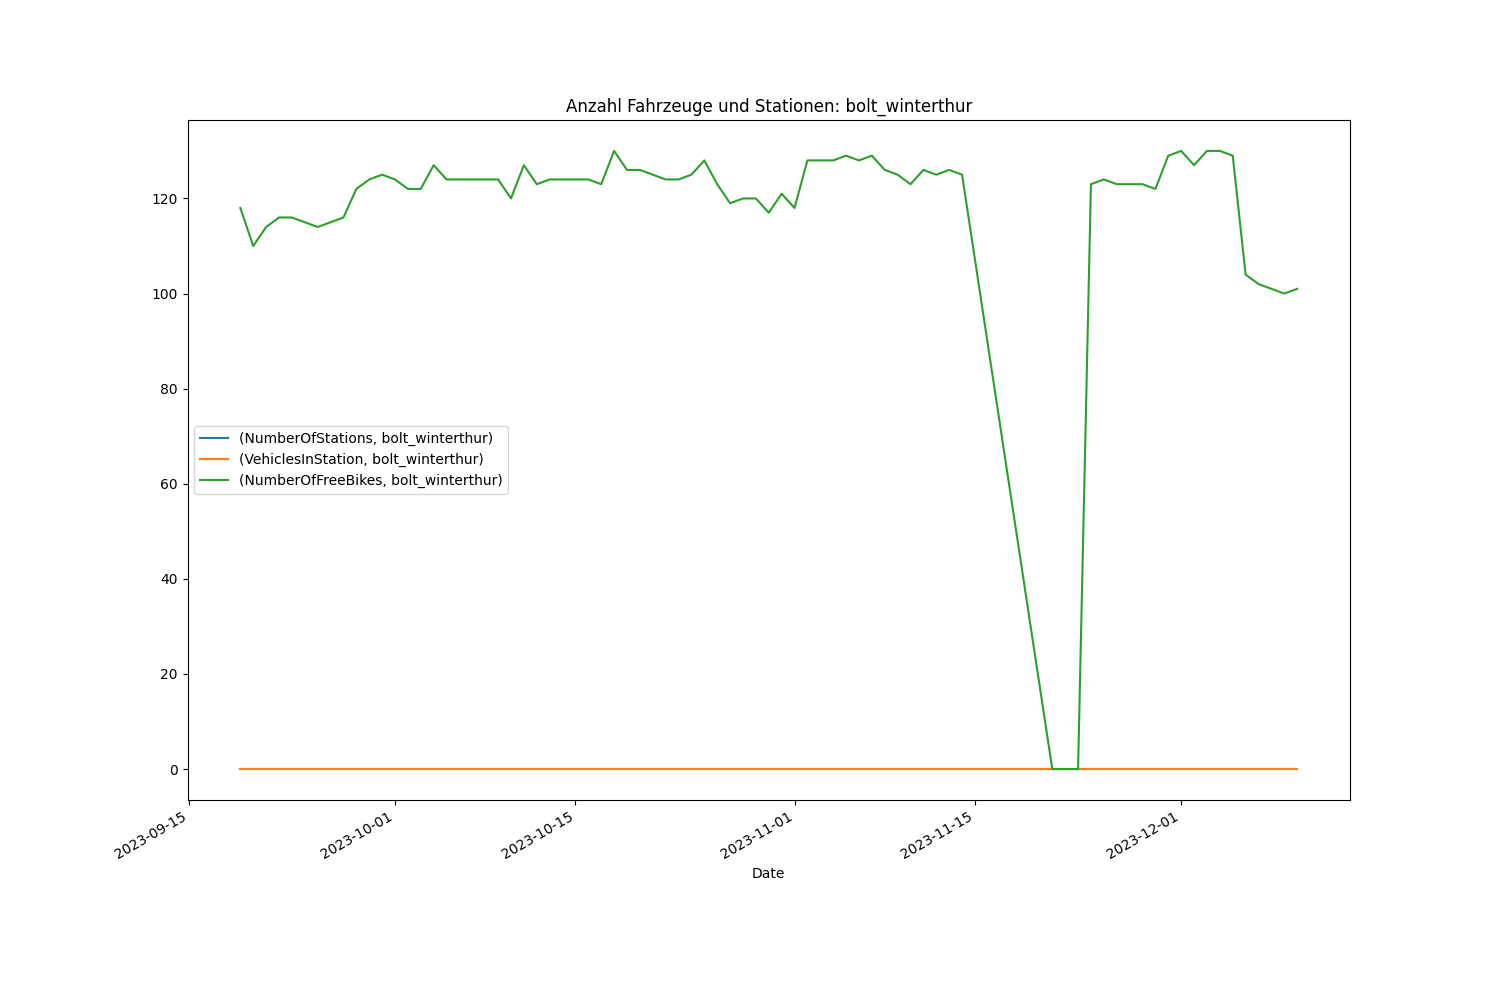 Anzahl Fahrzeuge und Stationen: bolt_winterthur
120
100
80
60
40
20
0
(NumberOfStations, bolt_winterthur)
(VehiclesInStation, bolt_winterthur)
(NumberOfFreeBikes, bolt_winterthur)
2023-09-15
2023-10-01
2023-10-15
2023-11-01
2023-11-15
2023-12-01
Date